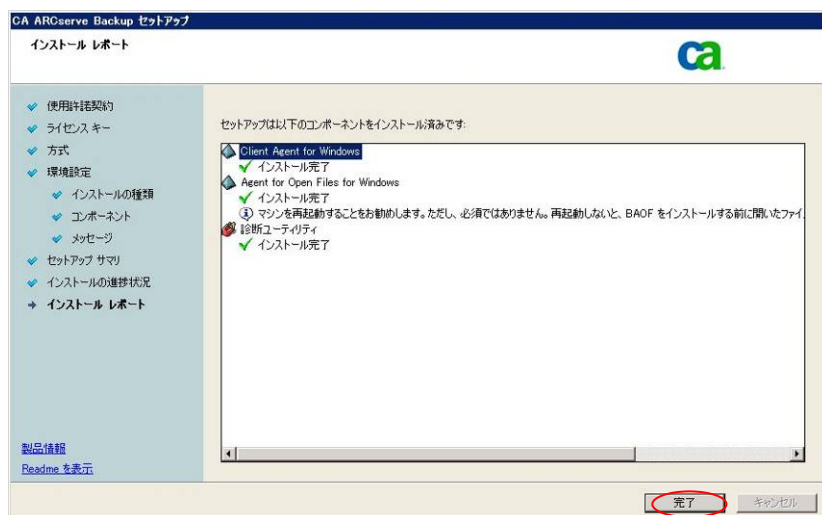 CA ARCserve Backup セットアップ
インストール レポート
ca
使用許諾契約
ライセンス キー
方式
環境設定
インストールの種類
コンポーネント
メッセージ
セットアップ サマリ
インストールの進捗状況
インストール レポート
製品情報
Readme を表示
セットアップは以下のコンポーネントをインストール済みです:
Client Agent for Windows
インストール完了
Agent for Open Files for Windows
インストール完了
マシンを再起動することをお勧めします。ただし、必須ではありません。再起動しないと、BAOF をインストールする前に開いたファイ
診断ユーティリティ
インストール完了
完了
キャンセル